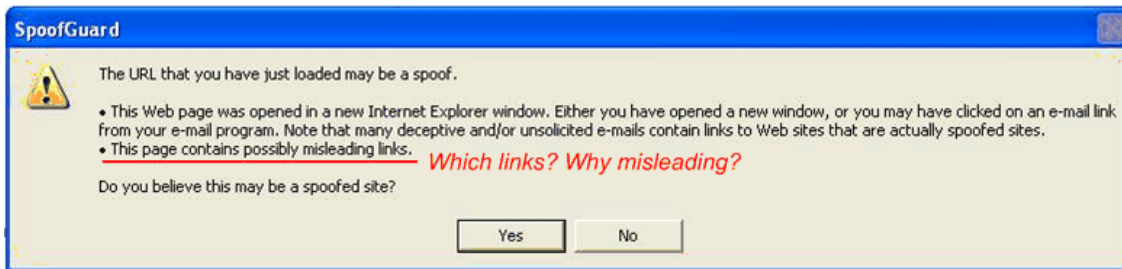 SpoofGuard
The URL that you have just loaded may be a spoof.
• This Web page was opened in a new Internet Explorer window. Either you have opened a new window, or you may have clicked on an e-mail link
from your e-mail program. Note that many deceptive and/or unsolicited e-mails contain links to Web sites that are actually spoofed sites.
• This page contains possibly misleading links. Which links? Why misleading?
Do you believe this may be a spoofed site?
Yes No